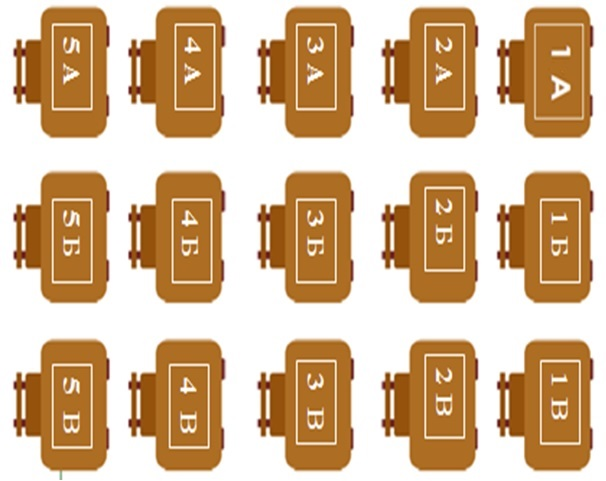 5 А 4 А 3 А 2 А 1 А
5 Б 4 Б 3 Б 2 Б 1 Б
5 В 4 В 3 В 2 В 1 В